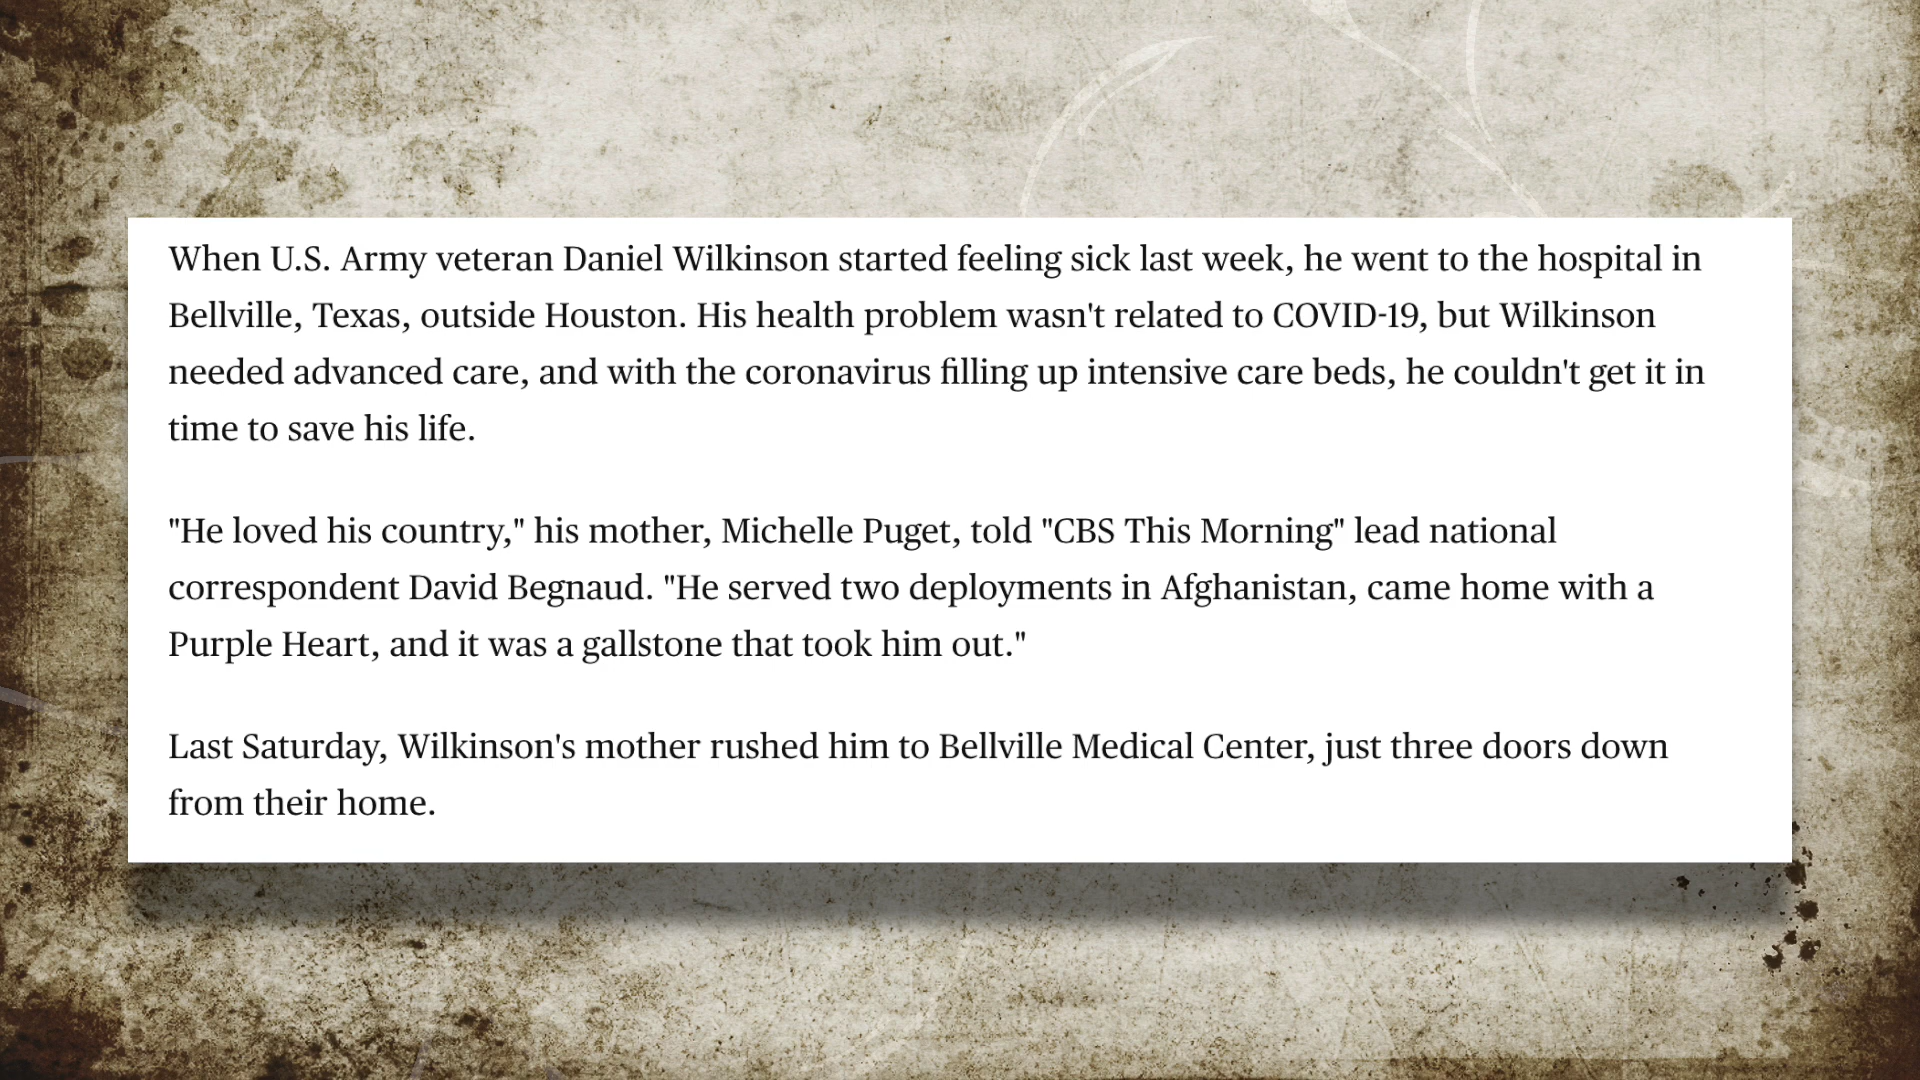 When U.S. Army veteran Daniel Wilkinson started feeling sick last week, he went to the hospital in
Bellville, Texas, outside Houston. His health problem wasn't related to COVID-19, but Wilkinson
needed advanced care, and with the coronavirus filling up intensive care beds, he couldn't get it in
time to save his life.
"He loved his country," his mother, Michelle Puget, told "CBS This Morning" lead national
correspondent David Begnaud. "He served two deployments in Afghanistan, came home with a
Purple Heart, and it was a gallstone that took him out."
Last Saturday, Wilkinson's mother rushed him to Bellville Medical Center, just three doors down
from their home.